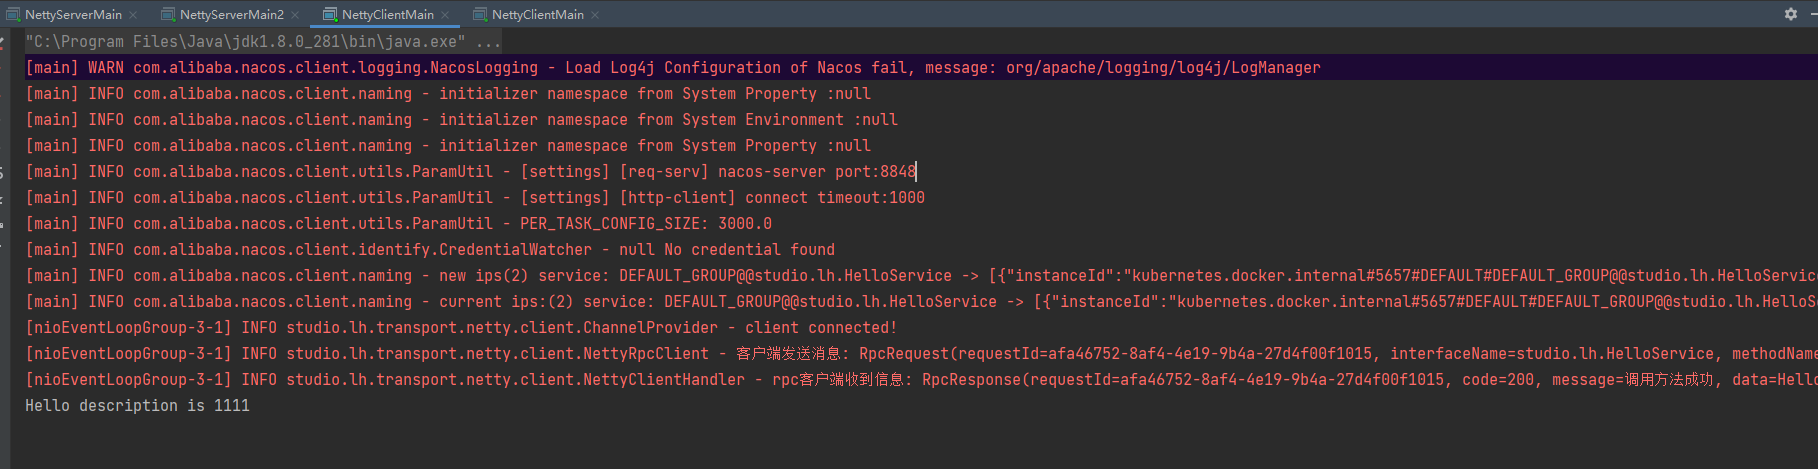 NettyServerMain NettyServerMain2 NettyClientMain NettyClientMain
"C:\Program Files\Java\jdk1.8.0_281\bin\java.exe" ...
[main] WARN com.alibaba.nacos.client.logging.NacosLogging - Load Log4j Configuration of Nacos fail, message: org/apache/logging/log4j/LogManager
[main] INFO com.alibaba.nacos.client.naming - initializer namespace from System Property :null
[main] INFO com.alibaba.nacos.client.naming - initializer namespace from System Environment :null
[main] INFO com.alibaba.nacos.client.naming - initializer namespace from System Property :null
[main] INFO com.alibaba.nacos.client.utils.ParamUtil - [settings] [req-serv] nacos-server port:8848
[main] INFO com.alibaba.nacos.client.utils.ParamUtil - [settings] [http-client] connect timeout:1000
[main] INFO com.alibaba.nacos.client.utils.ParamUtil - PER_TASK_CONFIG_SIZE: 3000.0
[main] INFO com.alibaba.nacos.client.identify.CredentialWatcher - null No credential found
[main] INFO com.alibaba.nacos.client.naming - new ips(2) service: DEFAULT_GROUP@@studio.lh.HelloService -> [{"instanceId":"kubernetes.docker.internal#5657#DEFAULT#DEFAULT_GROUP@@studio.lh.HelloService
[main] INFO com.alibaba.nacos.client.naming - current ips:(2) service: DEFAULT_GROUP@@studio.lh.HelloService -> [{"instanceId":"kubernetes.docker.internal#5657#DEFAULT#DEFAULT_GROUP@@studio.lh.HelloSe
[nioEventLoopGroup-3-1] INFO studio.lh.transport.netty.client.ChannelProvider - client connected!
[nioEventLoopGroup-3-1] INFO studio.lh.transport.netty.client.NettyRpcClient - 客户端发送消息: RpcRequest(requestId=afa46752-8af4-4e19-9b4a-27d4f00f1015, interfaceName=studio.lh.HelloService, methodName
[nioEventLoopGroup-3-1] INFO studio.lh.transport.netty.client.NettyClientHandler - rpc客户端收到信息: RpcResponse(requestId=afa46752-8af4-4e19-9b4a-27d4f00f1015, code=200, message=调用方法成功, data=Hello
Hello description is 1111